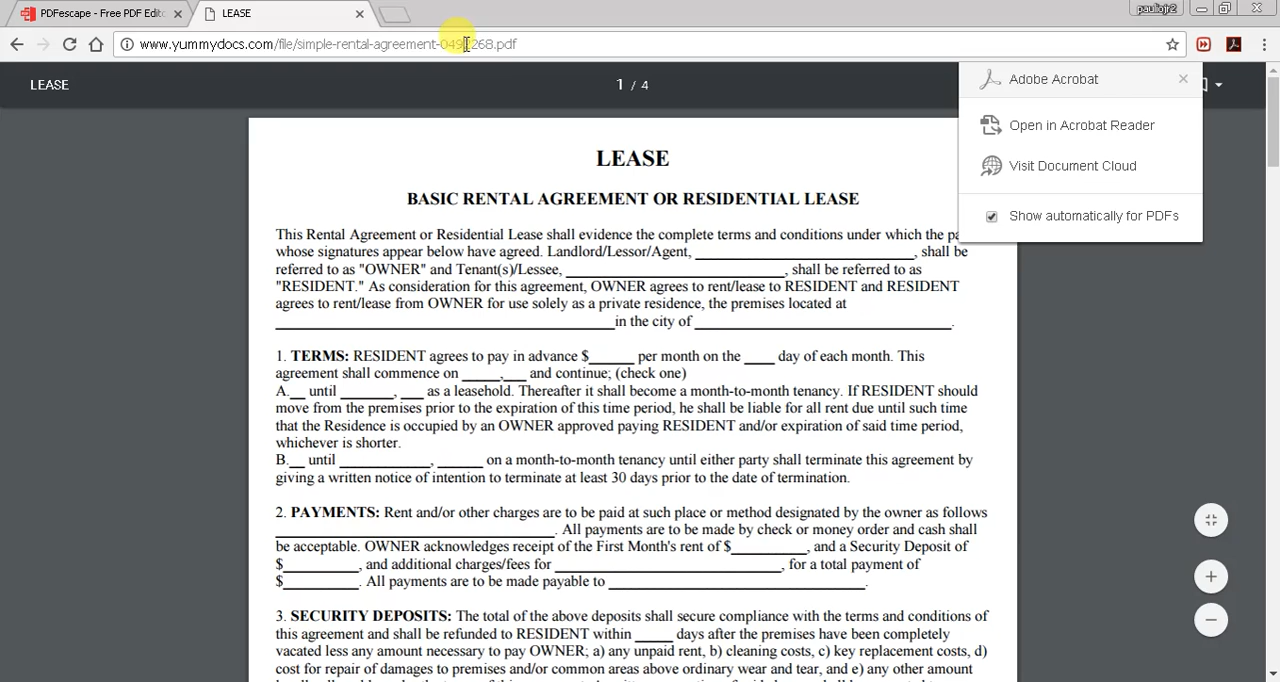 PDFescape - Free PDF Edit
LEASE
paulojr2
www.yummydocs.com/file/simple-rental-agreement-049 268.pdf
LEASE
1 / 4
Adobe Acrobat
Open in Acrobat Reader
Visit Document Cloud
Show automatically for PDFs
LEASE
BASIC RENTAL AGREEMENT OR RESIDENTIAL LEASE
This Rental Agreement or Residential Lease shall evidence the complete terms and conditions under which the pa
whose signatures appear below have agreed. Landlord/Lessor/Agent, ____________________________, shall be
referred to as "OWNER" and Tenant(s)/Lessee, ____________________________, shall be referred to as
"RESIDENT." As consideration for this agreement, OWNER agrees to rent/lease to RESIDENT and RESIDENT
agrees to rent/lease from OWNER for use solely as a private residence, the premises located at
____________________________________________in the city of _________________________________.
1. TERMS: RESIDENT agrees to pay in advance $______ per month on the ____ day of each month. This
agreement shall commence on _____,___ and continue; (check one)
A.__ until _______, ___ as a leasehold. Thereafter it shall become a month-to-month tenancy. If RESIDENT should
move from the premises prior to the expiration of this time period, he shall be liable for all rent due until such time
that the Residence is occupied by an OWNER approved paying RESIDENT and/or expiration of said time period,
whichever is shorter.
B.__ until ____________, ______ on a month-to-month tenancy until either party shall terminate this agreement by
giving a written notice of intention to terminate at least 30 days prior to the date of termination.
2. PAYMENTS: Rent and/or other charges are to be paid at such place or method designated by the owner as follows
____________________________________. All payments are to be made by check or money order and cash shall
be acceptable. OWNER acknowledges receipt of the First Month's rent of $__________, and a Security Deposit of
$__________, and additional charges/fees for _____________________________, for a total payment of
$__________. All payments are to be made payable to _________________________________.
3. SECURITY DEPOSITS: The total of the above deposits shall secure compliance with the terms and conditions of
this agreement and shall be refunded to RESIDENT within _____ days after the premises have been completely
vacated less any amount necessary to pay OWNER; a) any unpaid rent, b) cleaning costs, c) key replacement costs, d)
cost for repair of damages to premises and/or common areas above ordinary wear and tear, and e) any other amount